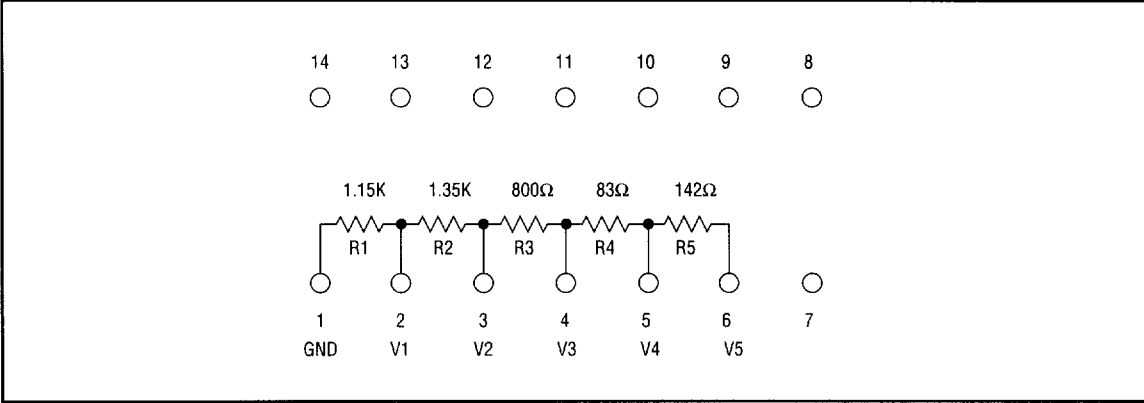 14 13 12 11 10 9 8
1.15K 1.35K 800Ω 83Ω 142Ω
R1 R2 R3 R4 R5
1 2 3 4 5 6 7
GND V1 V2 V3 V4 V5